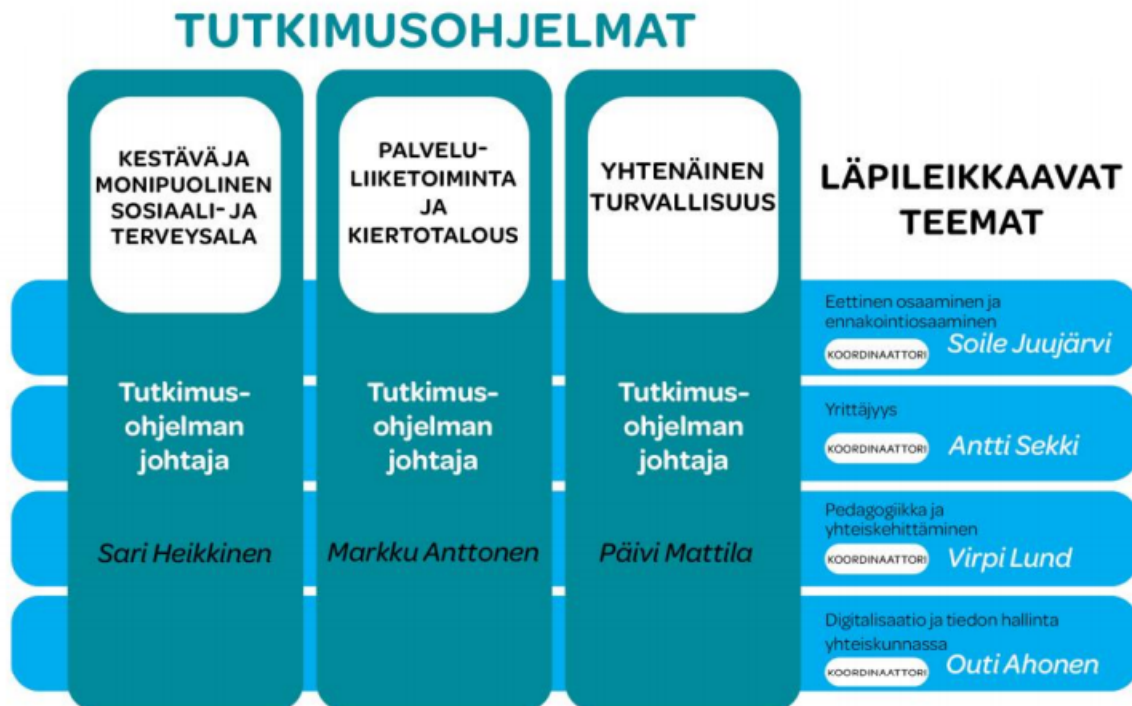 TUTKIMUSOHJELMAT
KESTÄVÄ JA
MONIPUOLINEN
SOSIAALI- JA
TERVEYSALA
Tutkimus-
ohjelman
johtaja
Sari Heikkinen
PALVELU-
LIIKETOIMINTA
JA
KIERTOTALOUS
Tutkimus-
ohjelman
johtaja
Markku Anttonen
YHTENÄINEN
TURVALLISUUS
Tutkimus-
ohjelman
johtaja
Päivi Mattila
LÄPILEIKKAAVAT
TEEMAT
Eettinen osaaminen ja
ennakointiosaaminen
KOORDINAATTORI Soile Juujärvi
Yrittäjyys
KOORDINAATTORI Antti Sekki
Pedagogiikka ja
yhteiskehittäminen
KOORDINAATTORI Virpi Lund
Digitalisaatio ja tiedon hallinta
yhteiskunnassa
KOORDINAATTORI Outi Ahonen